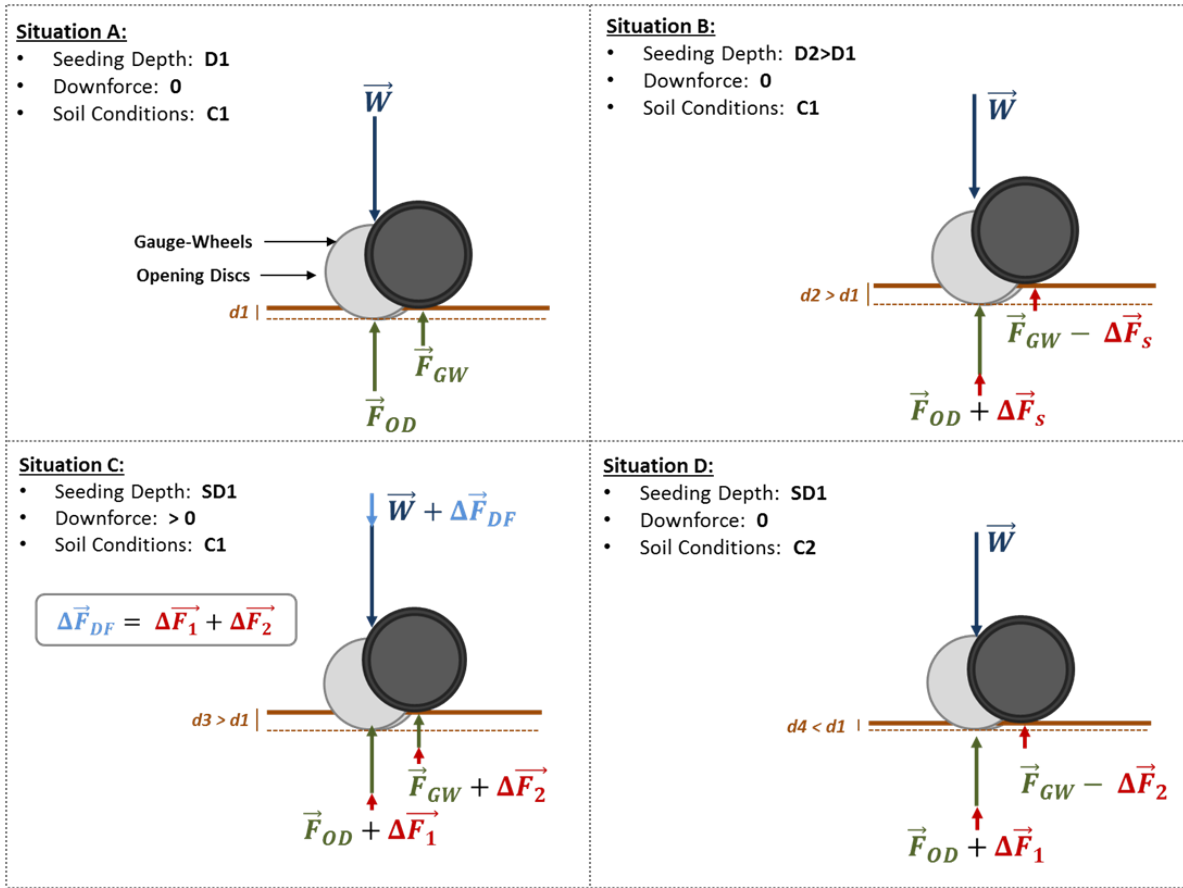 Situation A:
• Seeding Depth: D1
• Downforce: 0
• Soil Conditions: C1
W
Gauge-Wheels
Opening Discs
d1
F_GW
F_OD
Situation B:
• Seeding Depth: D2>D1
• Downforce: 0
• Soil Conditions: C1
W
d2 > d1
F_GW − ΔF_s
F_OD + ΔF_s
Situation C:
• Seeding Depth: SD1
• Downforce: > 0
• Soil Conditions: C1
W + ΔF_DF
ΔF_DF = ΔF_1 + ΔF_2
d3 > d1
F_GW + ΔF_2
F_OD + ΔF_1
Situation D:
• Seeding Depth: SD1
• Downforce: 0
• Soil Conditions: C2
W
d4 < d1
F_GW − ΔF_2
F_OD + ΔF_1